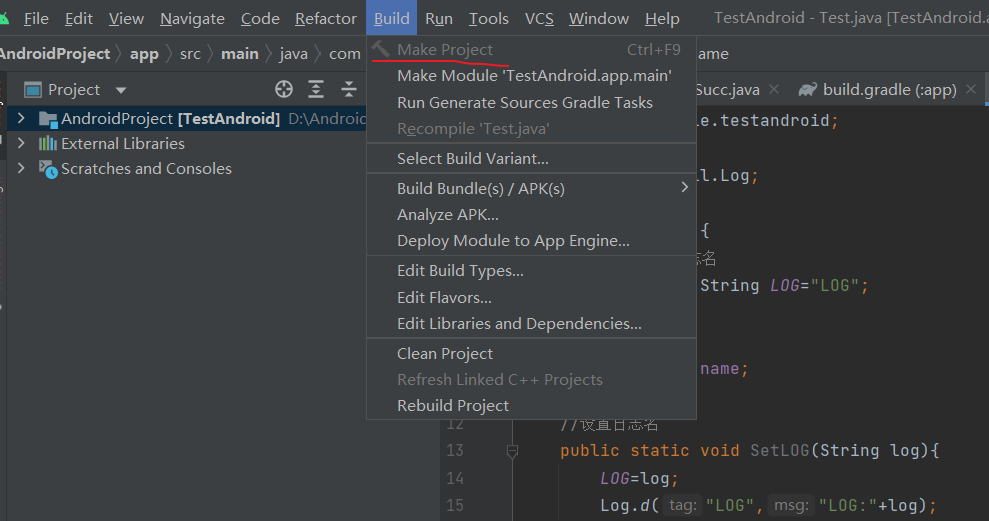 File Edit View Navigate Code Refactor Build Run Tools VCS Window Help TestAndroid - Test.java [TestAndroid.a
AndroidProject app src main java com ame
Project
AndroidProject [TestAndroid] D:\Android
External Libraries
Scratches and Consoles
Make Project Ctrl+F9
Make Module 'TestAndroid.app.main'
Run Generate Sources Gradle Tasks
Recompile 'Test.java'
Select Build Variant...
Build Bundle(s) / APK(s)
Analyze APK...
Deploy Module to App Engine...
Edit Build Types...
Edit Flavors...
Edit Libraries and Dependencies...
Clean Project
Refresh Linked C++ Projects
Rebuild Project
Succ.java build.gradle (:app)
le.testandroid;
l.Log;
{
志名
String LOG="LOG";
name;
12 //设置日志名
13 public static void SetLOG(String log){
14 LOG=log;
15 Log.d( tag: "LOG", msg: "LOG:"+log);